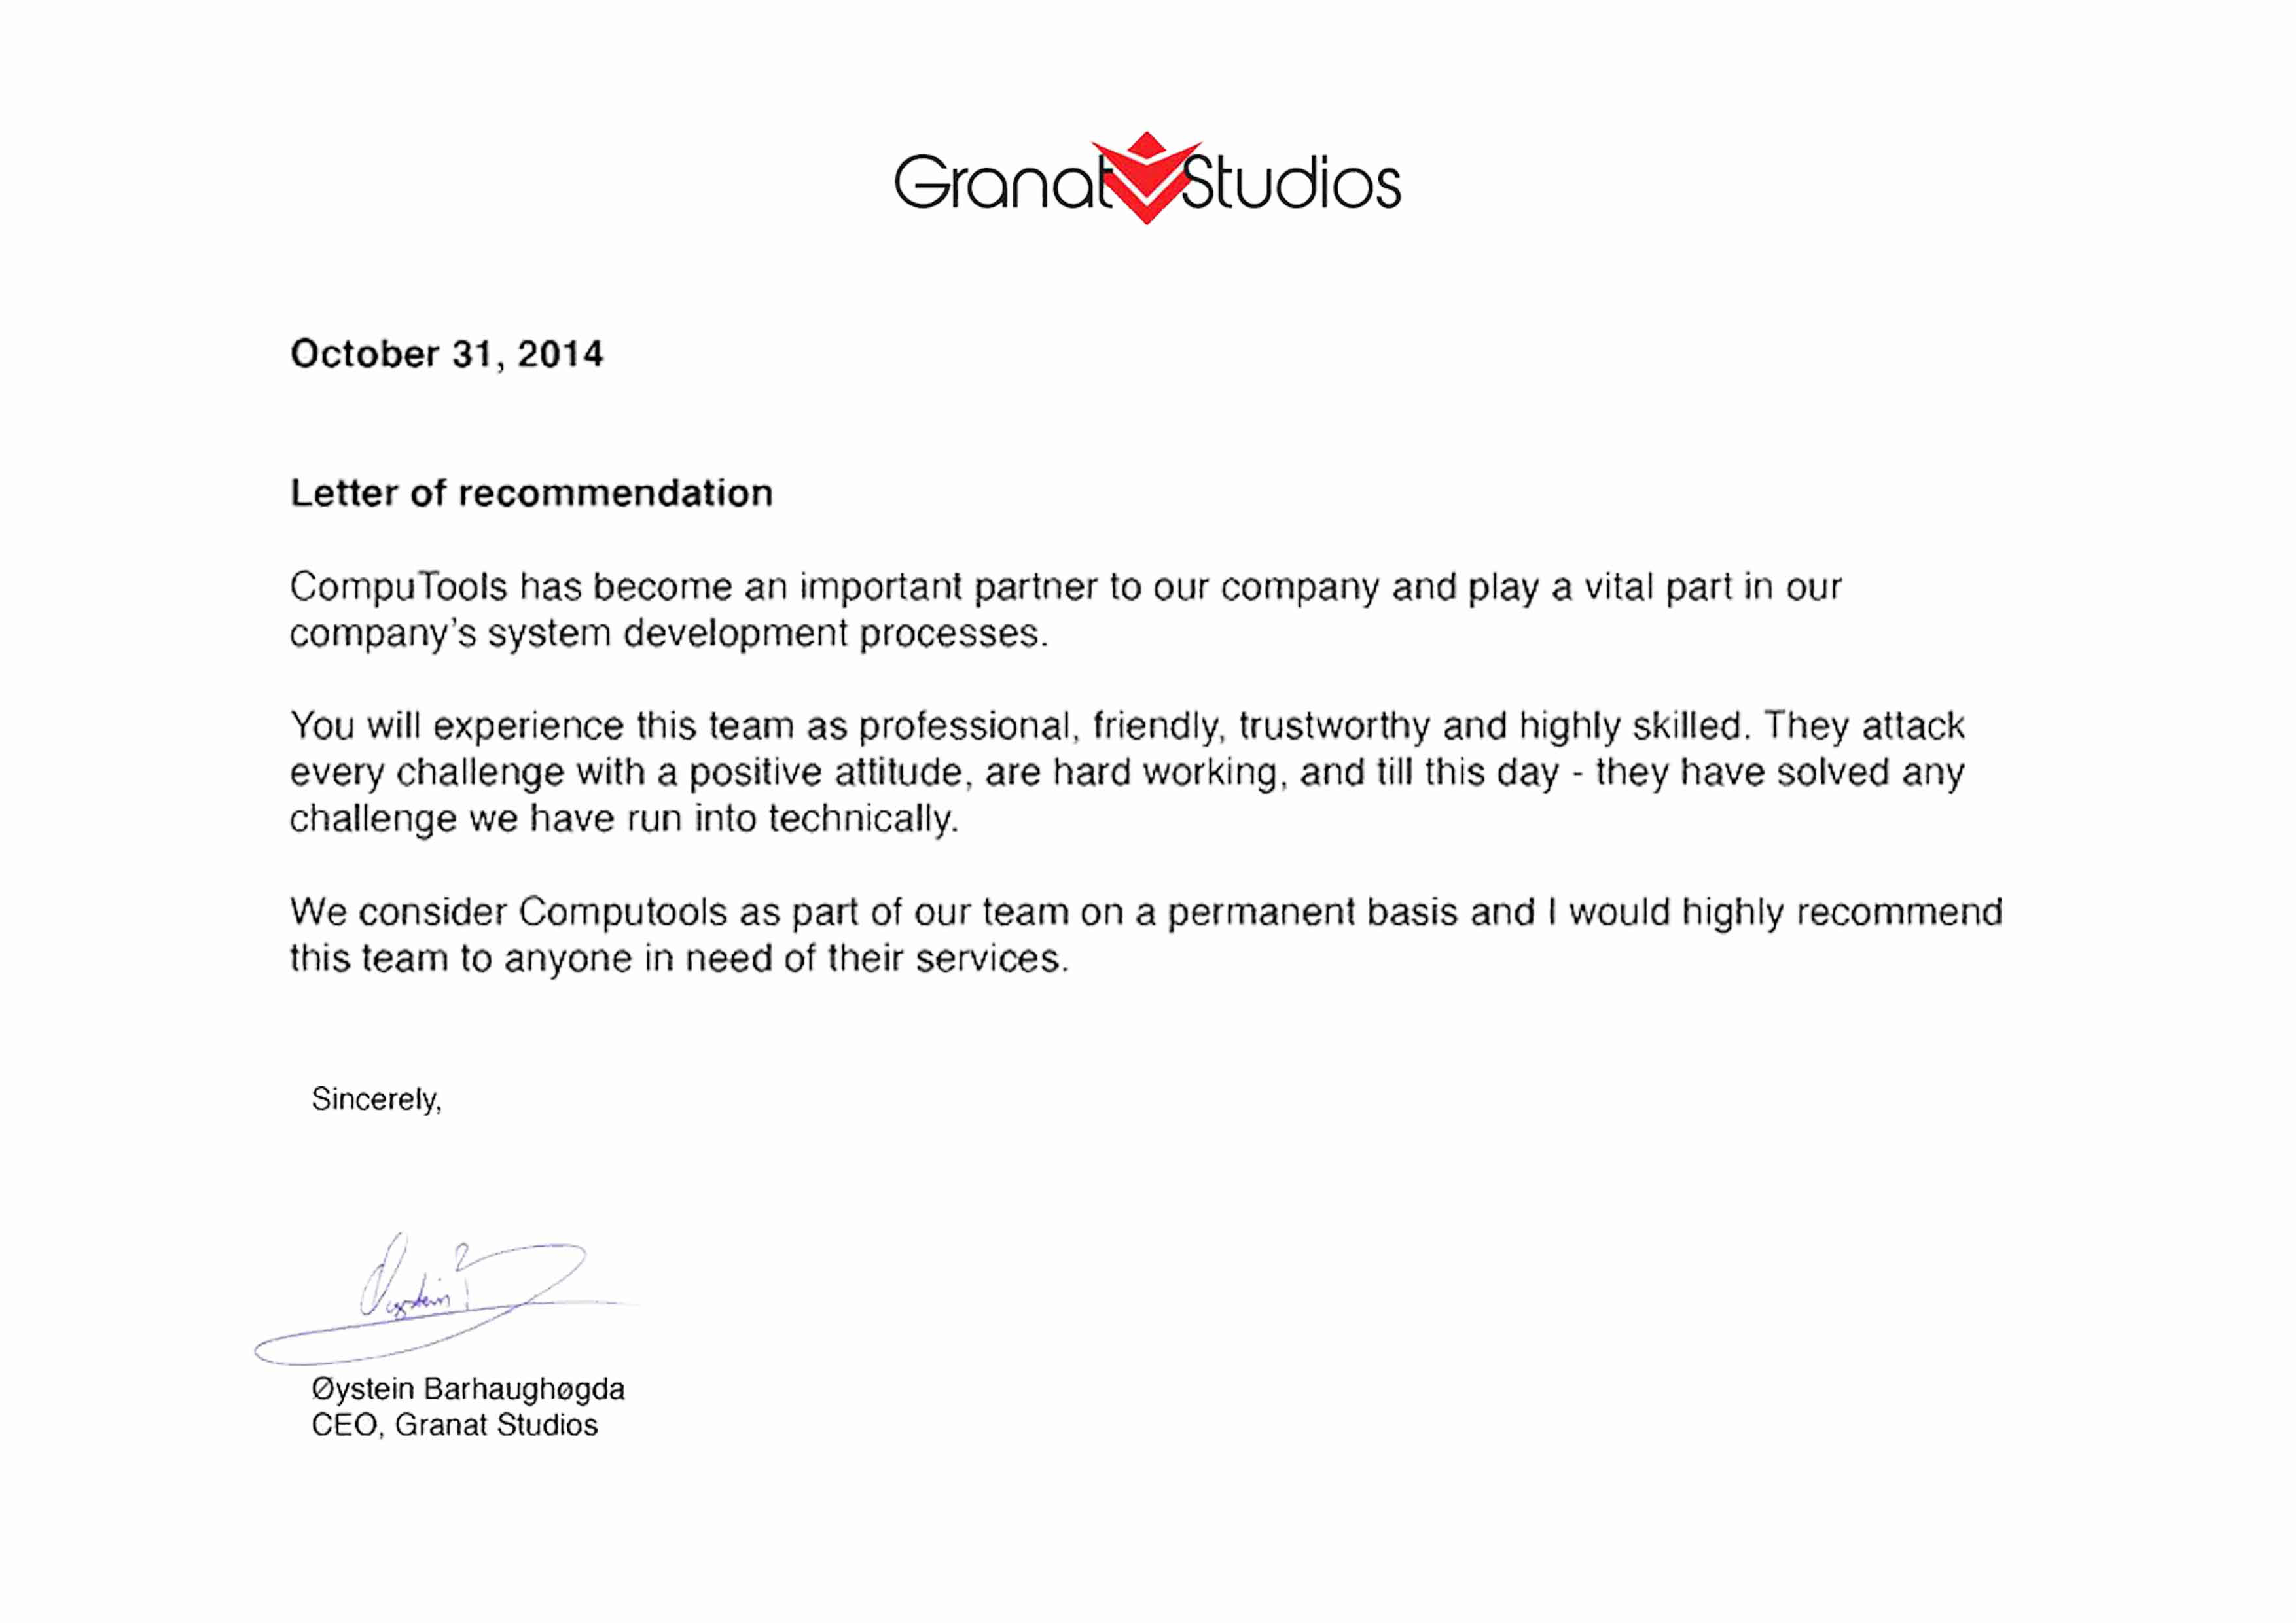 Granat Studios
October 31, 2014
Letter of recommendation
CompuTools has become an important partner to our company and play a vital part in our
company's system development processes.
You will experience this team as professional, friendly, trustworthy and highly skilled. They attack
every challenge with a positive attitude, are hard working, and till this day - they have solved any
challenge we have run into technically.
We consider Computools as part of our team on a permanent basis and I would highly recommend
this team to anyone in need of their services.
Sincerely,
Øystein
Øystein Barhaughøgda
CEO, Granat Studios